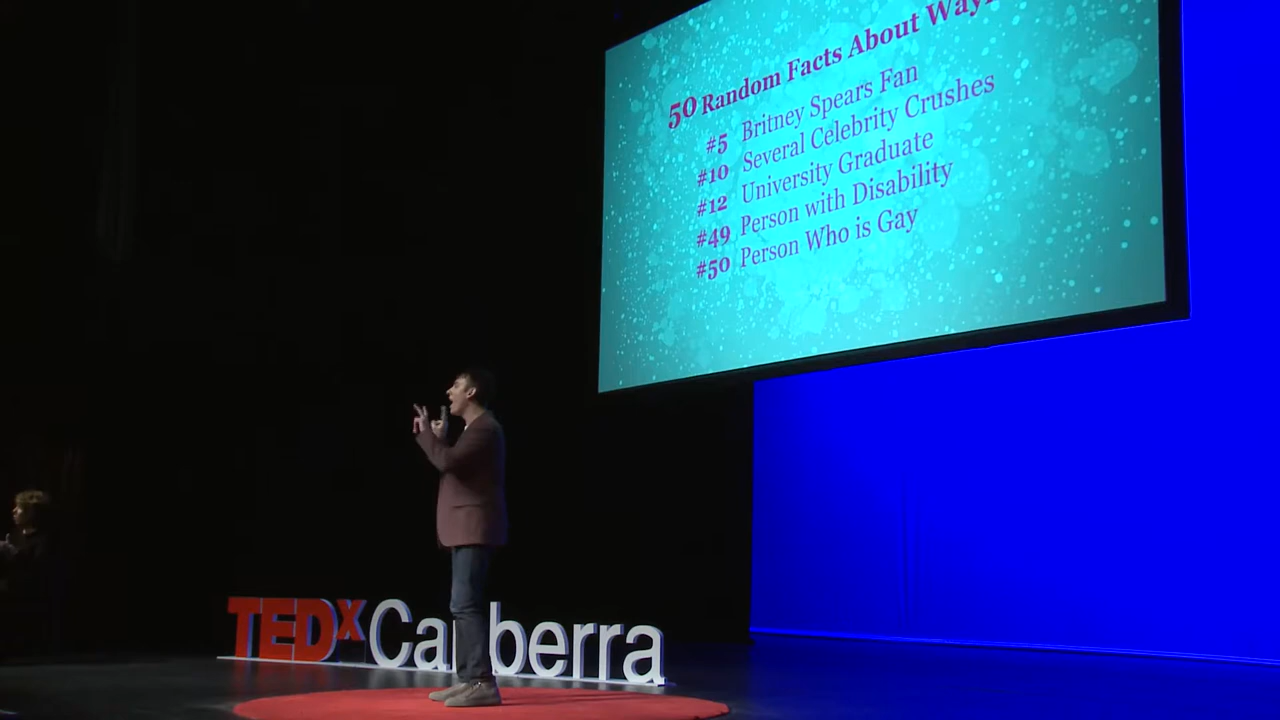 50 Random Facts About
#5 Britney Spears Fan
#10 Several Celebrity Crushes
#12 University Graduate
#49 Person with Disability
#50 Person Who is Gay
TEDxCanberra